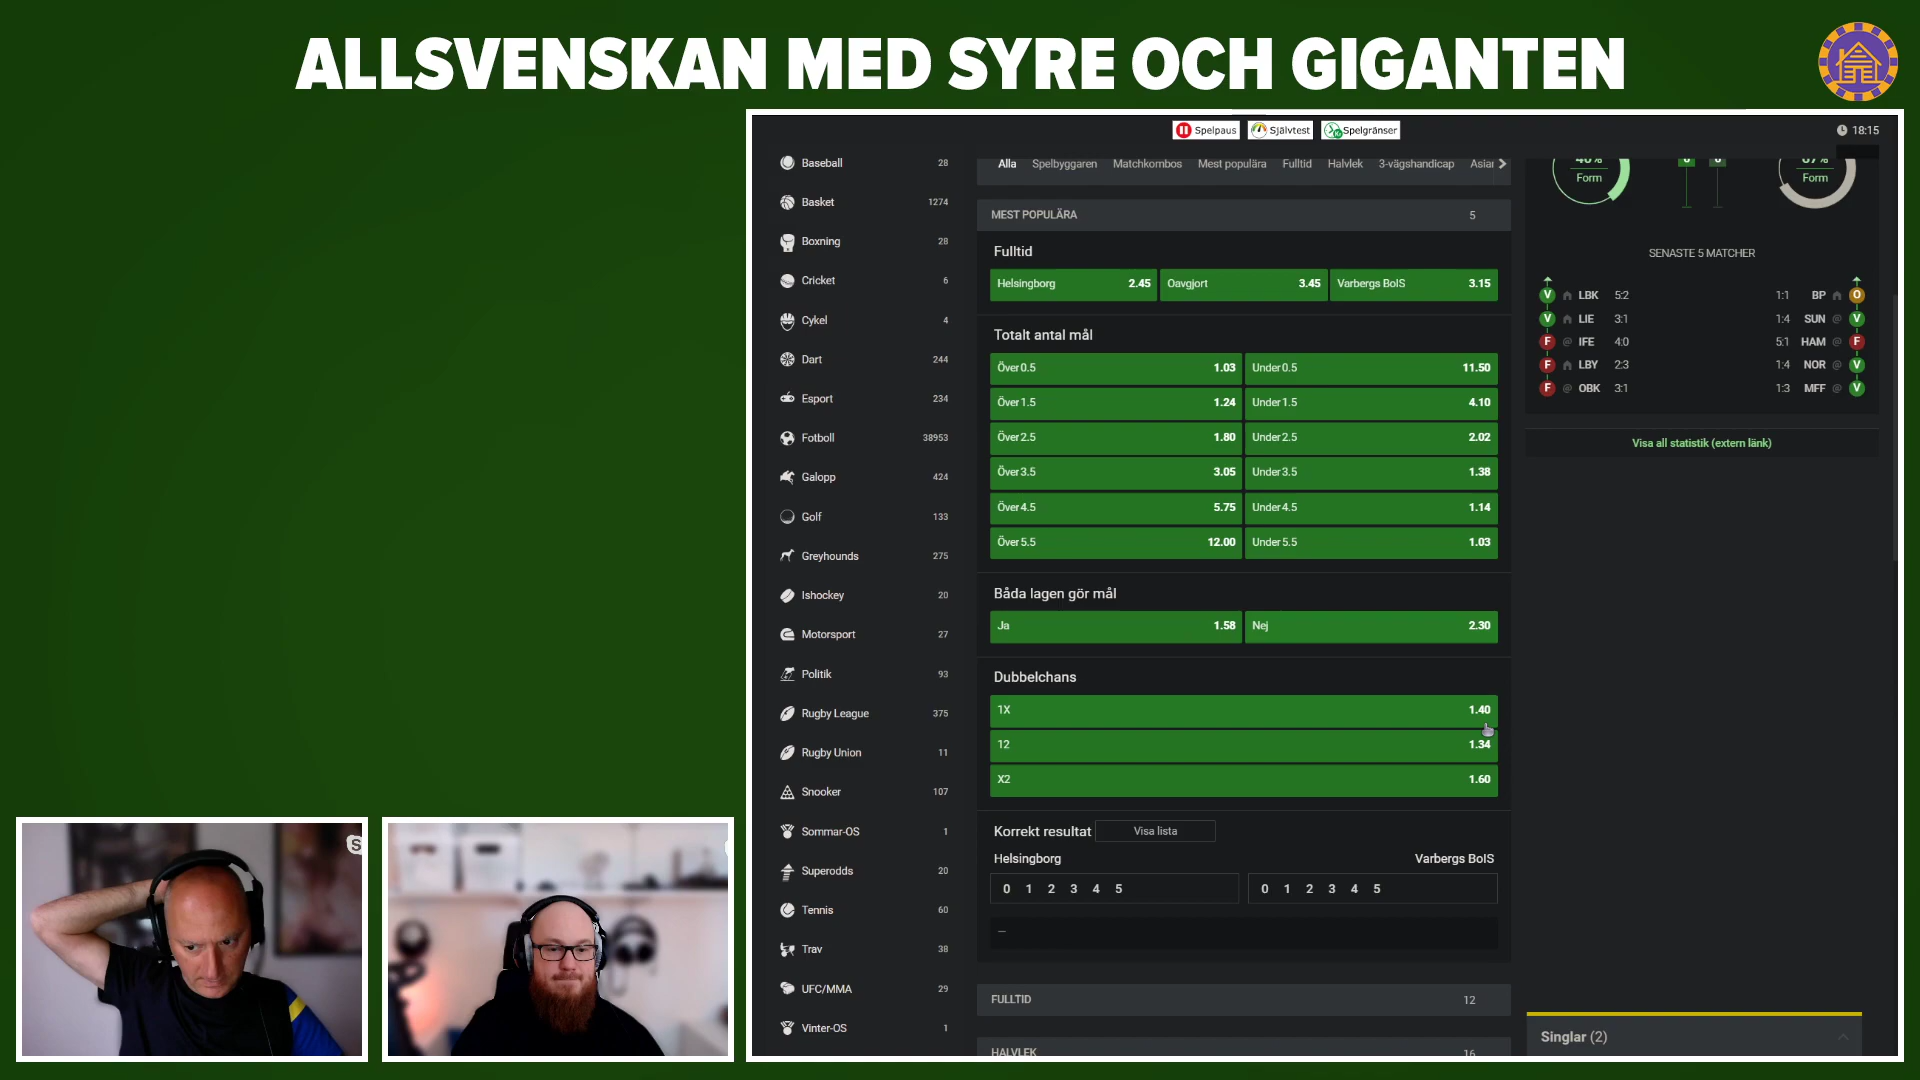 ALLSVENSKAN MED SYRE OCH GIGANTEN
Spelpaus
Självtest
Spelgränser
18:15
Baseball 28
Basket 1274
Boxning 28
Cricket 6
Cykel 4
Dart 244
Esport 234
Fotboll 38953
Galopp 424
Golf 133
Greyhounds 275
Ishockey 20
Motorsport 27
Politik 93
Rugby League 375
Rugby Union 11
Snooker 107
Sommar-OS 1
Superodds 20
Tennis 60
Trav 38
UFC/MMA 29
Vinter-OS 1
Alla Spelbyggaren Matchkombos Mest populära Fulltid Halvlek 3-vägshandicap Asia
MEST POPULÄRA 5
Fulltid
Helsingborg 2.45 Oavgjort 3.45 Varbergs BoIS 3.15
Totalt antal mål
Över 0.5 1.03 Under 0.5 11.50
Över 1.5 1.24 Under 1.5 4.10
Över 2.5 1.80 Under 2.5 2.02
Över 3.5 3.05 Under 3.5 1.38
Över 4.5 5.75 Under 4.5 1.14
Över 5.5 12.00 Under 5.5 1.03
Båda lagen gör mål
Ja 1.58 Nej 2.30
Dubbelchans
1X 1.40
12 1.34
X2 1.60
Korrekt resultat Visa lista
Helsingborg Varbergs BoIS
0 1 2 3 4 5 0 1 2 3 4 5
–
FULLTID 12
HALVLEK 16
Form Form
SENASTE 5 MATCHER
V LBK 5:2 1:1 BP O
V LIE 3:1 1:4 SUN @ V
F @ IFE 4:0 5:1 HAM @ F
F LBY 2:3 1:4 NOR @ V
F @ OBK 3:1 1:3 MFF @ V
Visa all statistik (extern länk)
Singlar (2)
S